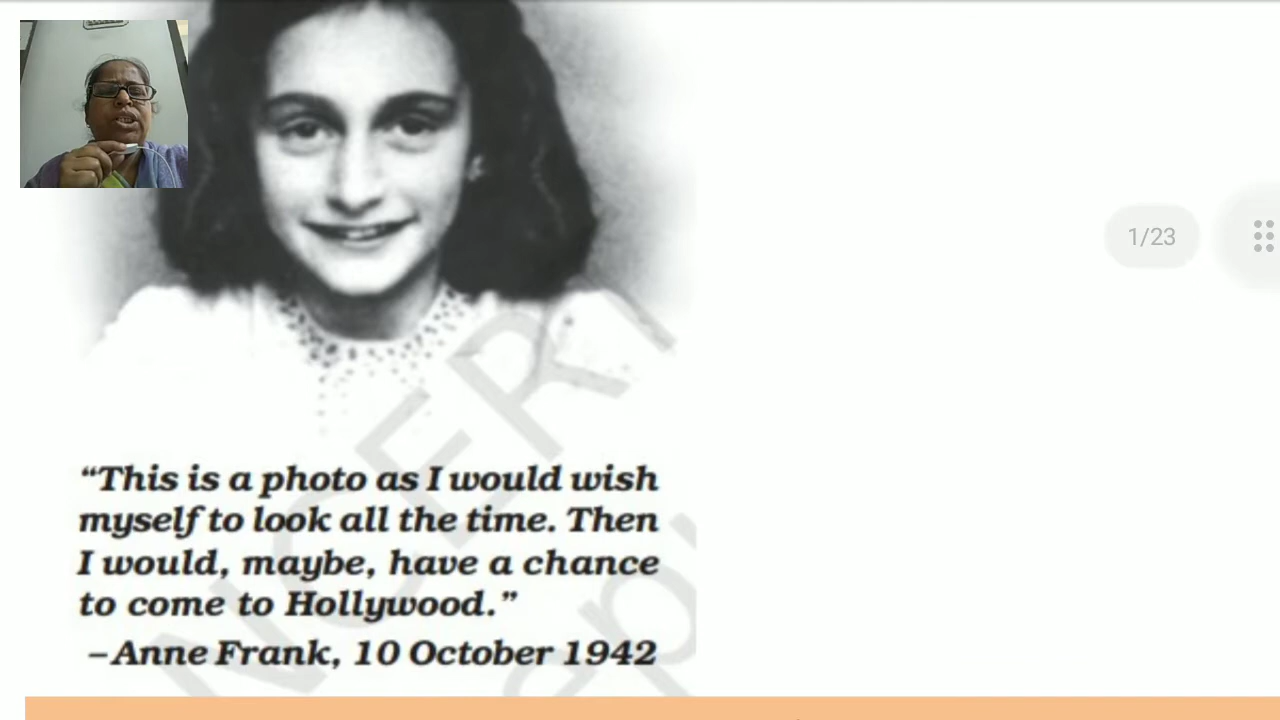 1/23
NCERT
“This is a photo as I would wish
myself to look all the time. Then
I would, maybe, have a chance
to come to Hollywood.”
–Anne Frank, 10 October 1942